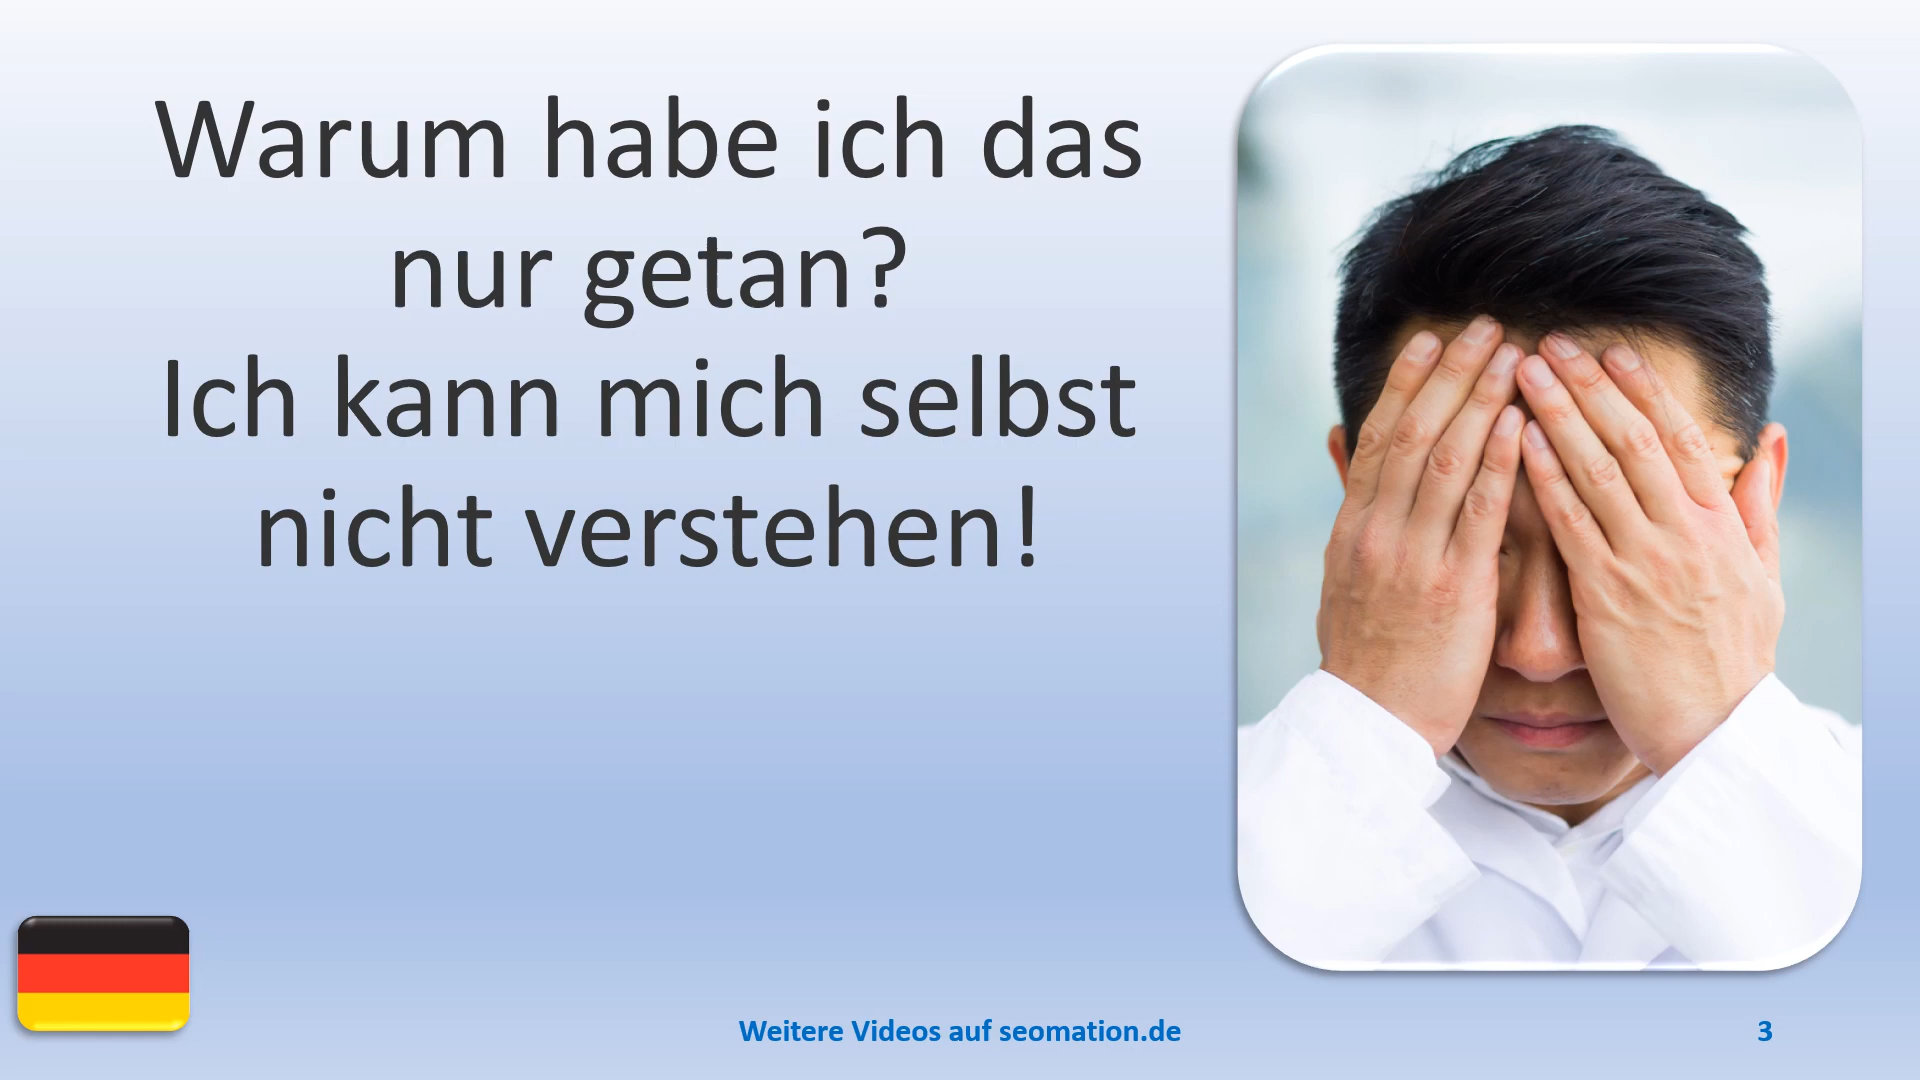 Warum habe ich das
nur getan?
Ich kann mich selbst
nicht verstehen!
Weitere Videos auf seomation.de
3